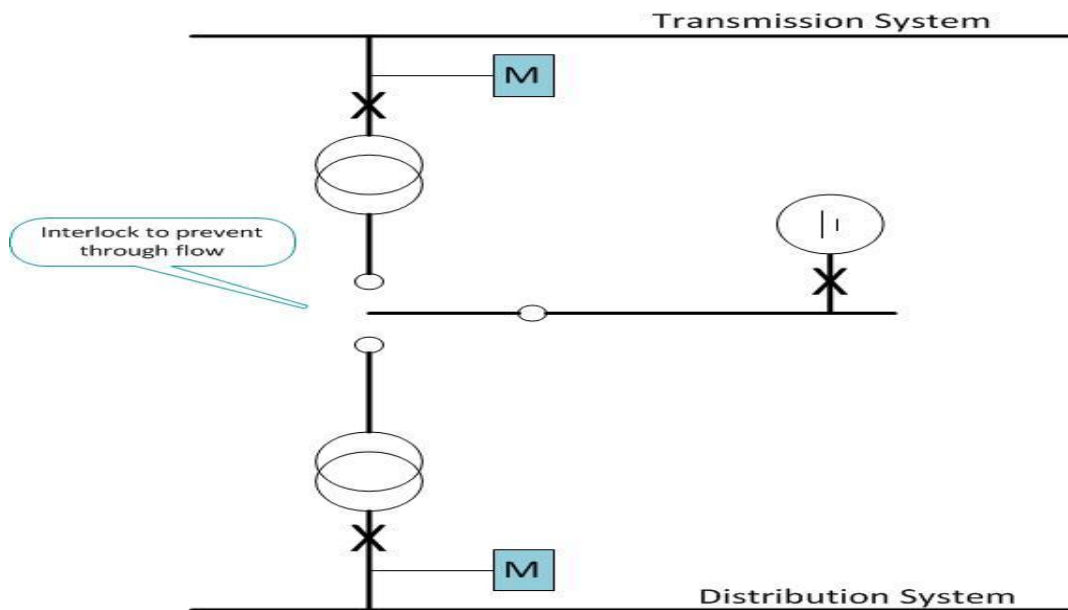 Transmission System
M
Interlock to prevent
through flow
M
Distribution System